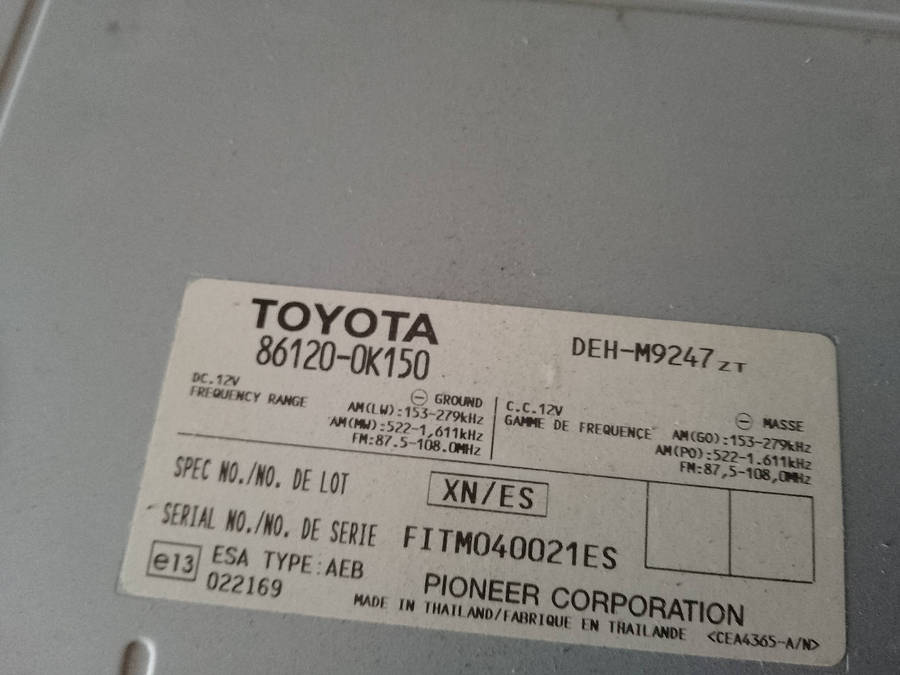 TOYOTA
86120-0K150
DEH-M9247 ZT
DC.12V ⊖ GROUND
FREQUENCY RANGE AM(LW):153-279kHz
AM(MW):522-1,611kHz
FM:87.5-108.0MHz
C.C.12V ⊖ MASSE
GAMME DE FREQUENCE AM(GO):153-279kHz
AM(PO):522-1.611kHz
FM:87,5-108,0MHz
SPEC NO./NO. DE LOT XN/ES
SERIAL NO./NO. DE SERIE FITM040021ES
e13 ESA TYPE:AEB
022169
PIONEER CORPORATION
MADE IN THAILAND/FABRIQUE EN THAILANDE <CEA4365-A/N>